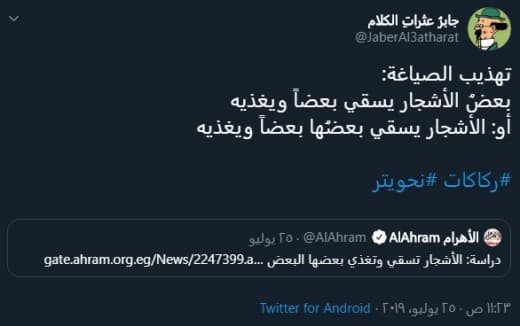 جابرُ عثراتِ الكلام
@JaberAl3atharat
تهذيب الصياغة:
بعضُ الأشجار يسقي بعضاً ويغذيه
أو: الأشجار يسقي بعضُها بعضاً ويغذيه
#ركاكات #نحويتر
الأهرام AlAhram @AlAhram · ٢٥ يوليو
دراسة: الأشجار تسقي وتغذي بعضها البعض ...gate.ahram.org.eg/News/2247399.a
١١:٢٣ ص · ٢٥ يوليو، ٢٠١٩ · Twitter for Android